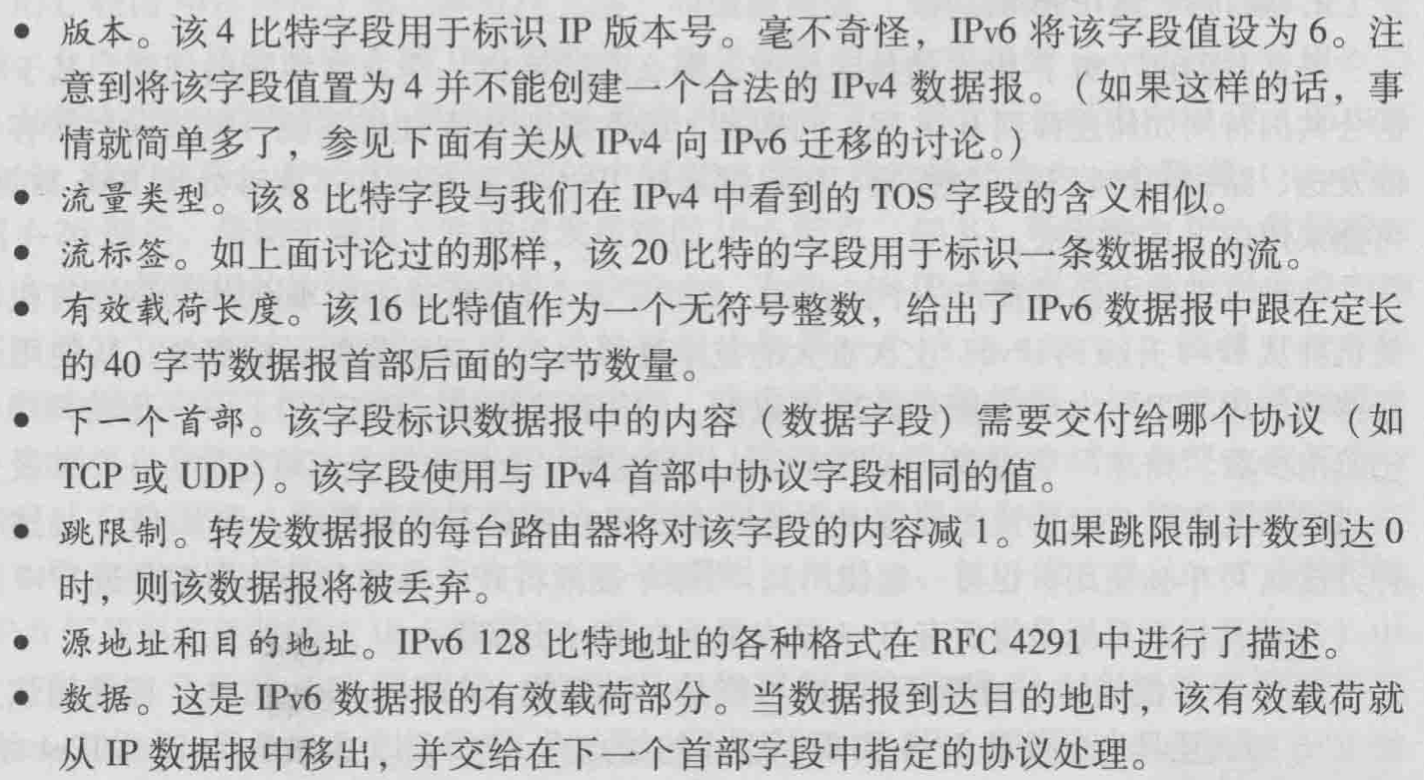 • 版本。该 4 比特字段用于标识 IP 版本号。毫不奇怪，IPv6 将该字段值设为 6。注
意到将该字段值置为 4 并不能创建一个合法的 IPv4 数据报。（如果这样的话，事
情就简单多了，参见下面有关从 IPv4 向 IPv6 迁移的讨论。）
• 流量类型。该 8 比特字段与我们在 IPv4 中看到的 TOS 字段的含义相似。
• 流标签。如上面讨论过的那样，该 20 比特的字段用于标识一条数据报的流。
• 有效载荷长度。该 16 比特值作为一个无符号整数，给出了 IPv6 数据报中跟在定长
的 40 字节数据报首部后面的字节数量。
• 下一个首部。该字段标识数据报中的内容（数据字段）需要交付给哪个协议（如
TCP 或 UDP）。该字段使用与 IPv4 首部中协议字段相同的值。
• 跳限制。转发数据报的每台路由器将对该字段的内容减 1。如果跳限制计数到达 0
时，则该数据报将被丢弃。
• 源地址和目的地址。IPv6 128 比特地址的各种格式在 RFC 4291 中进行了描述。
• 数据。这是 IPv6 数据报的有效载荷部分。当数据报到达目的地时，该有效载荷就
从 IP 数据报中移出，并交给在下一个首部字段中指定的协议处理。